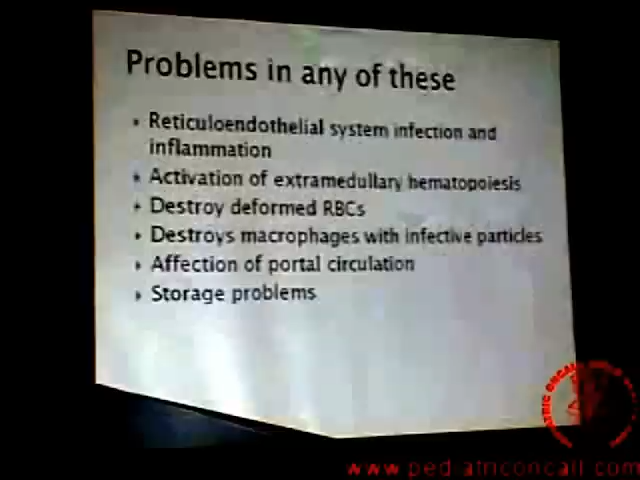 Problems in any of these
• Reticuloendothelial system infection and
inflammation
• Activation of extramedullary hematopoiesis
• Destroy deformed RBCs
• Destroys macrophages with infective particles
• Affection of portal circulation
• Storage problems
www.pediatriconcall.com